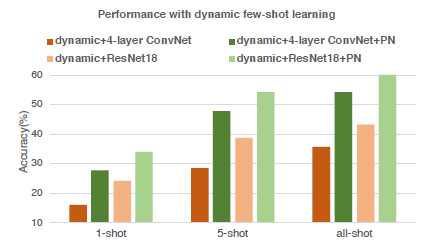 Performance with dynamic few-shot learning
dynamic+4-layer ConvNet dynamic+4-layer ConvNet+PN
dynamic+ResNet18 dynamic+ResNet18+PN
60
50
40
30
20
10
Accuracy(%)
1-shot 5-shot all-shot